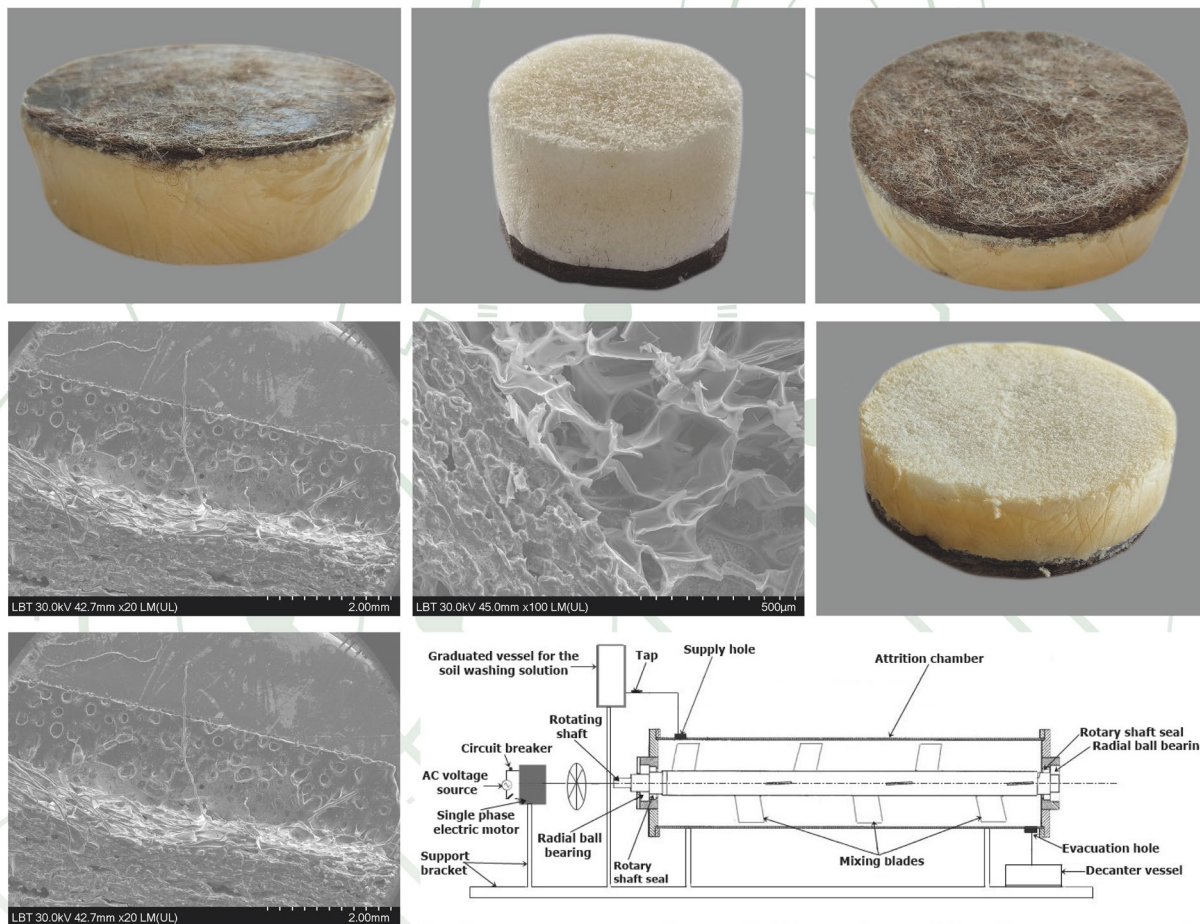 LBT 30.0kV 42.7mm x20 LM(UL) 2.00mm
LBT 30.0kV 45.0mm x100 LM(UL) 500µm
LBT 30.0kV 42.7mm x20 LM(UL) 2.00mm
Graduated vessel for the
soil washing solution
Tap
Supply hole
Attrition chamber
Rotating
shaft
Circuit breaker
AC voltage
source
Single phase
electric motor
Radial ball
bearing
Rotary
shaft seal
Support
bracket
Mixing blades
Rotary shaft seal
Radial ball bearin
Evacuation hole
Decanter vessel